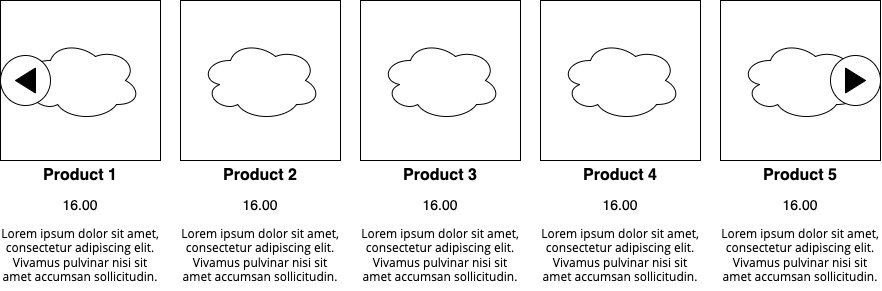 Product 1
16.00
Lorem ipsum dolor sit amet,
consectetur adipiscing elit.
Vivamus pulvinar nisi sit
amet accumsan sollicitudin.
Product 2
16.00
Lorem ipsum dolor sit amet,
consectetur adipiscing elit.
Vivamus pulvinar nisi sit
amet accumsan sollicitudin.
Product 3
16.00
Lorem ipsum dolor sit amet,
consectetur adipiscing elit.
Vivamus pulvinar nisi sit
amet accumsan sollicitudin.
Product 4
16.00
Lorem ipsum dolor sit amet,
consectetur adipiscing elit.
Vivamus pulvinar nisi sit
amet accumsan sollicitudin.
Product 5
16.00
Lorem ipsum dolor sit amet,
consectetur adipiscing elit.
Vivamus pulvinar nisi sit
amet accumsan sollicitudin.